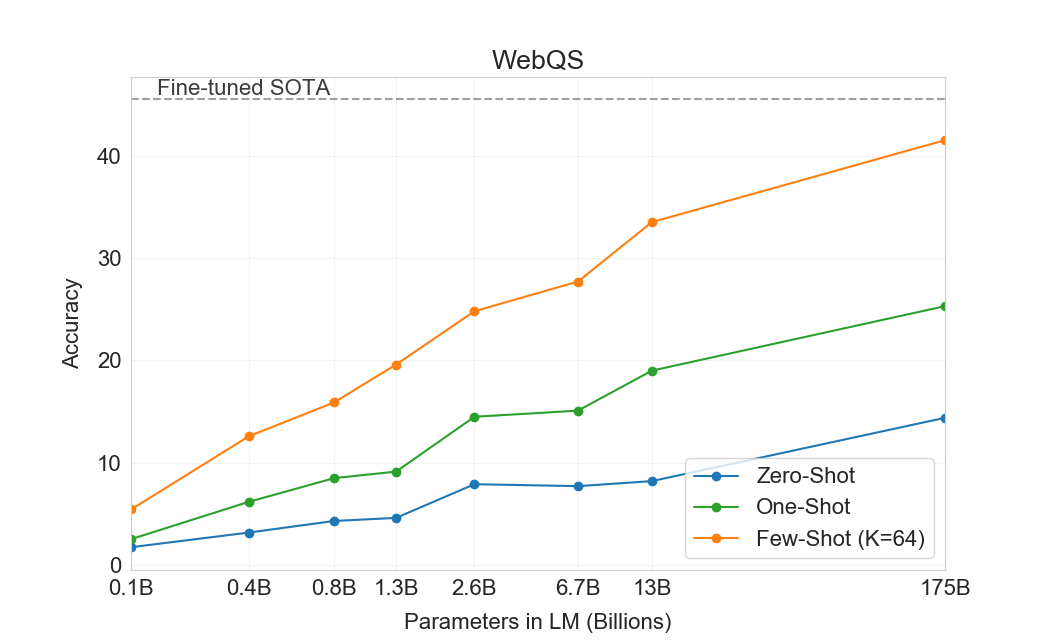 WebQS
Fine-tuned SOTA
40
30
20
10
0
Accuracy
0.1B 0.4B 0.8B 1.3B 2.6B 6.7B 13B 175B
Parameters in LM (Billions)
Zero-Shot
One-Shot
Few-Shot (K=64)